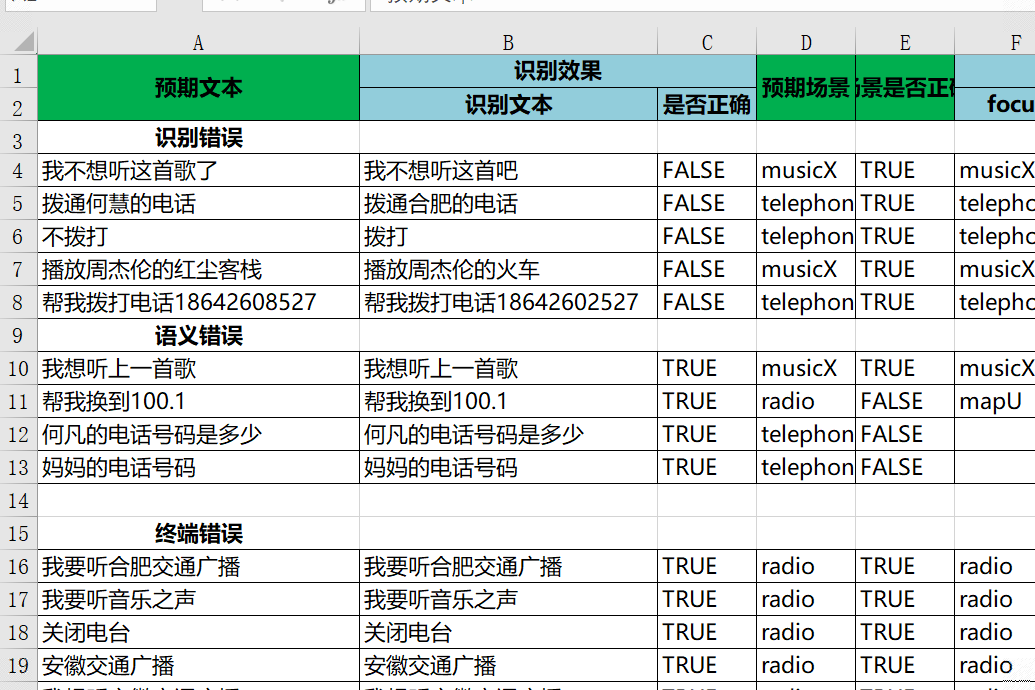 A B C D E F
1 预期文本 识别效果 预期场景 景是否正
2 识别文本 是否正确 focu
3 识别错误
4 我不想听这首歌了 我不想听这首吧 FALSE musicX TRUE musicX
5 拨通何慧的电话 拨通合肥的电话 FALSE telephon TRUE telepho
6 不拨打 拨打 FALSE telephon TRUE telepho
7 播放周杰伦的红尘客栈 播放周杰伦的火车 FALSE musicX TRUE musicX
8 帮我拨打电话18642608527 帮我拨打电话18642602527 FALSE telephon TRUE telepho
9 语义错误
10 我想听上一首歌 我想听上一首歌 TRUE musicX TRUE musicX
11 帮我换到100.1 帮我换到100.1 TRUE radio FALSE mapU
12 何凡的电话号码是多少 何凡的电话号码是多少 TRUE telephon FALSE
13 妈妈的电话号码 妈妈的电话号码 TRUE telephon FALSE
14
15 终端错误
16 我要听合肥交通广播 我要听合肥交通广播 TRUE radio TRUE radio
17 我要听音乐之声 我要听音乐之声 TRUE radio TRUE radio
18 关闭电台 关闭电台 TRUE radio TRUE radio
19 安徽交通广播 安徽交通广播 TRUE radio TRUE radio